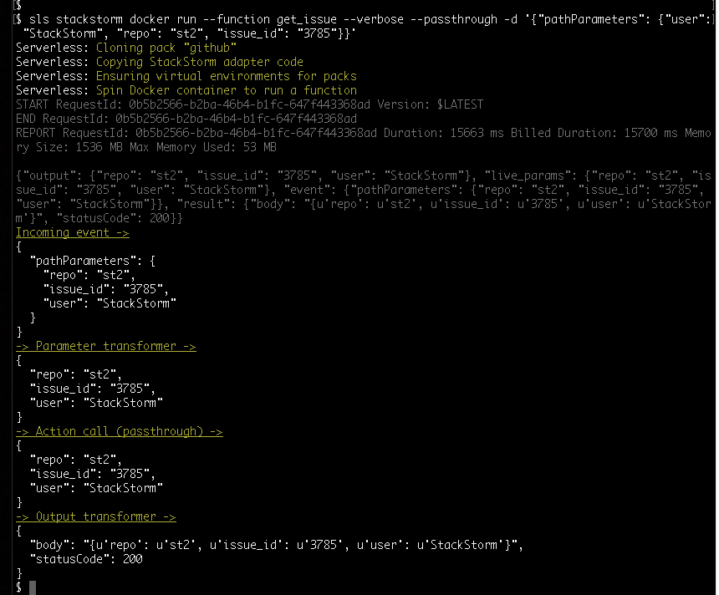 [$
[$ sls stackstorm docker run --function get_issue --verbose --passthrough -d '{"pathParameters": {"user":]
 "StackStorm", "repo": "st2", "issue_id": "3785"}}'
Serverless: Cloning pack "github"
Serverless: Copying StackStorm adapter code
Serverless: Ensuring virtual environments for packs
Serverless: Spin Docker container to run a function
START RequestId: 0b5b2566-b2ba-46b4-b1fc-647f443368ad Version: $LATEST
END RequestId: 0b5b2566-b2ba-46b4-b1fc-647f443368ad
REPORT RequestId: 0b5b2566-b2ba-46b4-b1fc-647f443368ad Duration: 15663 ms Billed Duration: 15700 ms Memo
ry Size: 1536 MB Max Memory Used: 53 MB
{"output": {"repo": "st2", "issue_id": "3785", "user": "StackStorm"}, "live_params": {"repo": "st2", "is
sue_id": "3785", "user": "StackStorm"}, "event": {"pathParameters": {"repo": "st2", "issue_id": "3785",
"user": "StackStorm"}}, "result": {"body": "{u'repo': u'st2', u'issue_id': u'3785', u'user': u'StackStor
m'}", "statusCode": 200}}
Incoming event ->
{
  "pathParameters": {
    "repo": "st2",
    "issue_id": "3785",
    "user": "StackStorm"
  }
}
-> Parameter transformer ->
{
  "repo": "st2",
  "issue_id": "3785",
  "user": "StackStorm"
}
-> Action call (passthrough) ->
{
  "repo": "st2",
  "issue_id": "3785",
  "user": "StackStorm"
}
-> Output transformer ->
{
  "body": "{u'repo': u'st2', u'issue_id': u'3785', u'user': u'StackStorm'}",
  "statusCode": 200
}
$